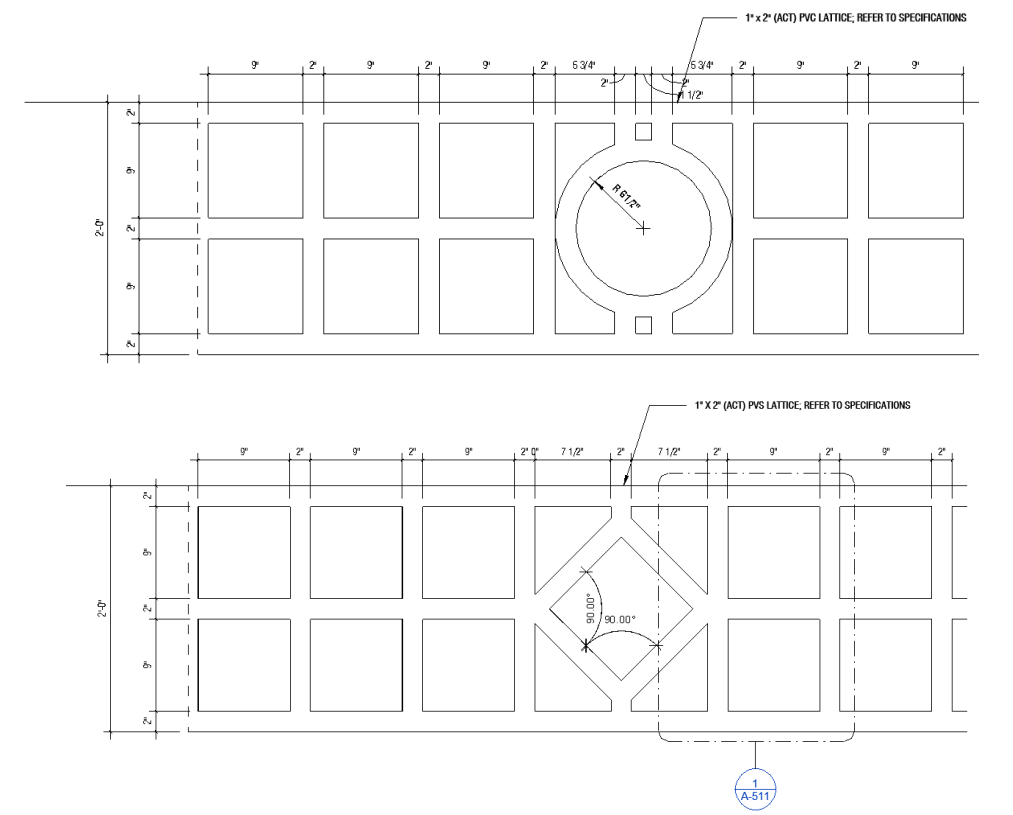 1" x 2" (ACT) PVC LATTICE; REFER TO SPECIFICATIONS
9" 2" 9" 2" 9" 2" 5 3/4" 5 3/4" 2" 9" 2" 9"
2" 2"
1 1/2"
2"
9"
2'-0" 2"
9"
2"
R 6 1/2"
1" X 2" (ACT) PVS LATTICE; REFER TO SPECIFICATIONS
9" 2" 9" 2" 9" 2" 0" 7 1/2" 2" 7 1/2" 2" 9" 2" 9" 2"
2"
9"
2'-0" 2"
9"
2"
90.00°
90.00°
1
A-511